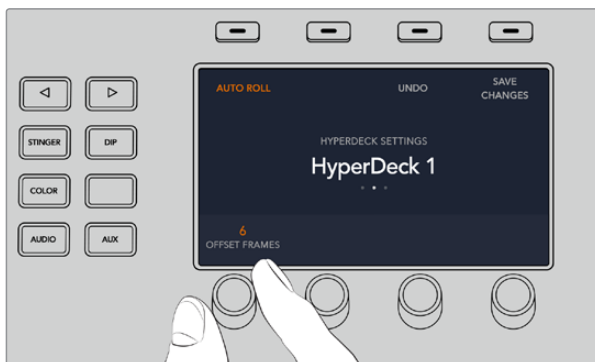 AUTO ROLL
UNDO
SAVE
CHANGES
STINGER
DIP
HYPERDECK SETTINGS
HyperDeck 1
COLOR
AUDIO
AUX
6
OFFSET FRAMES